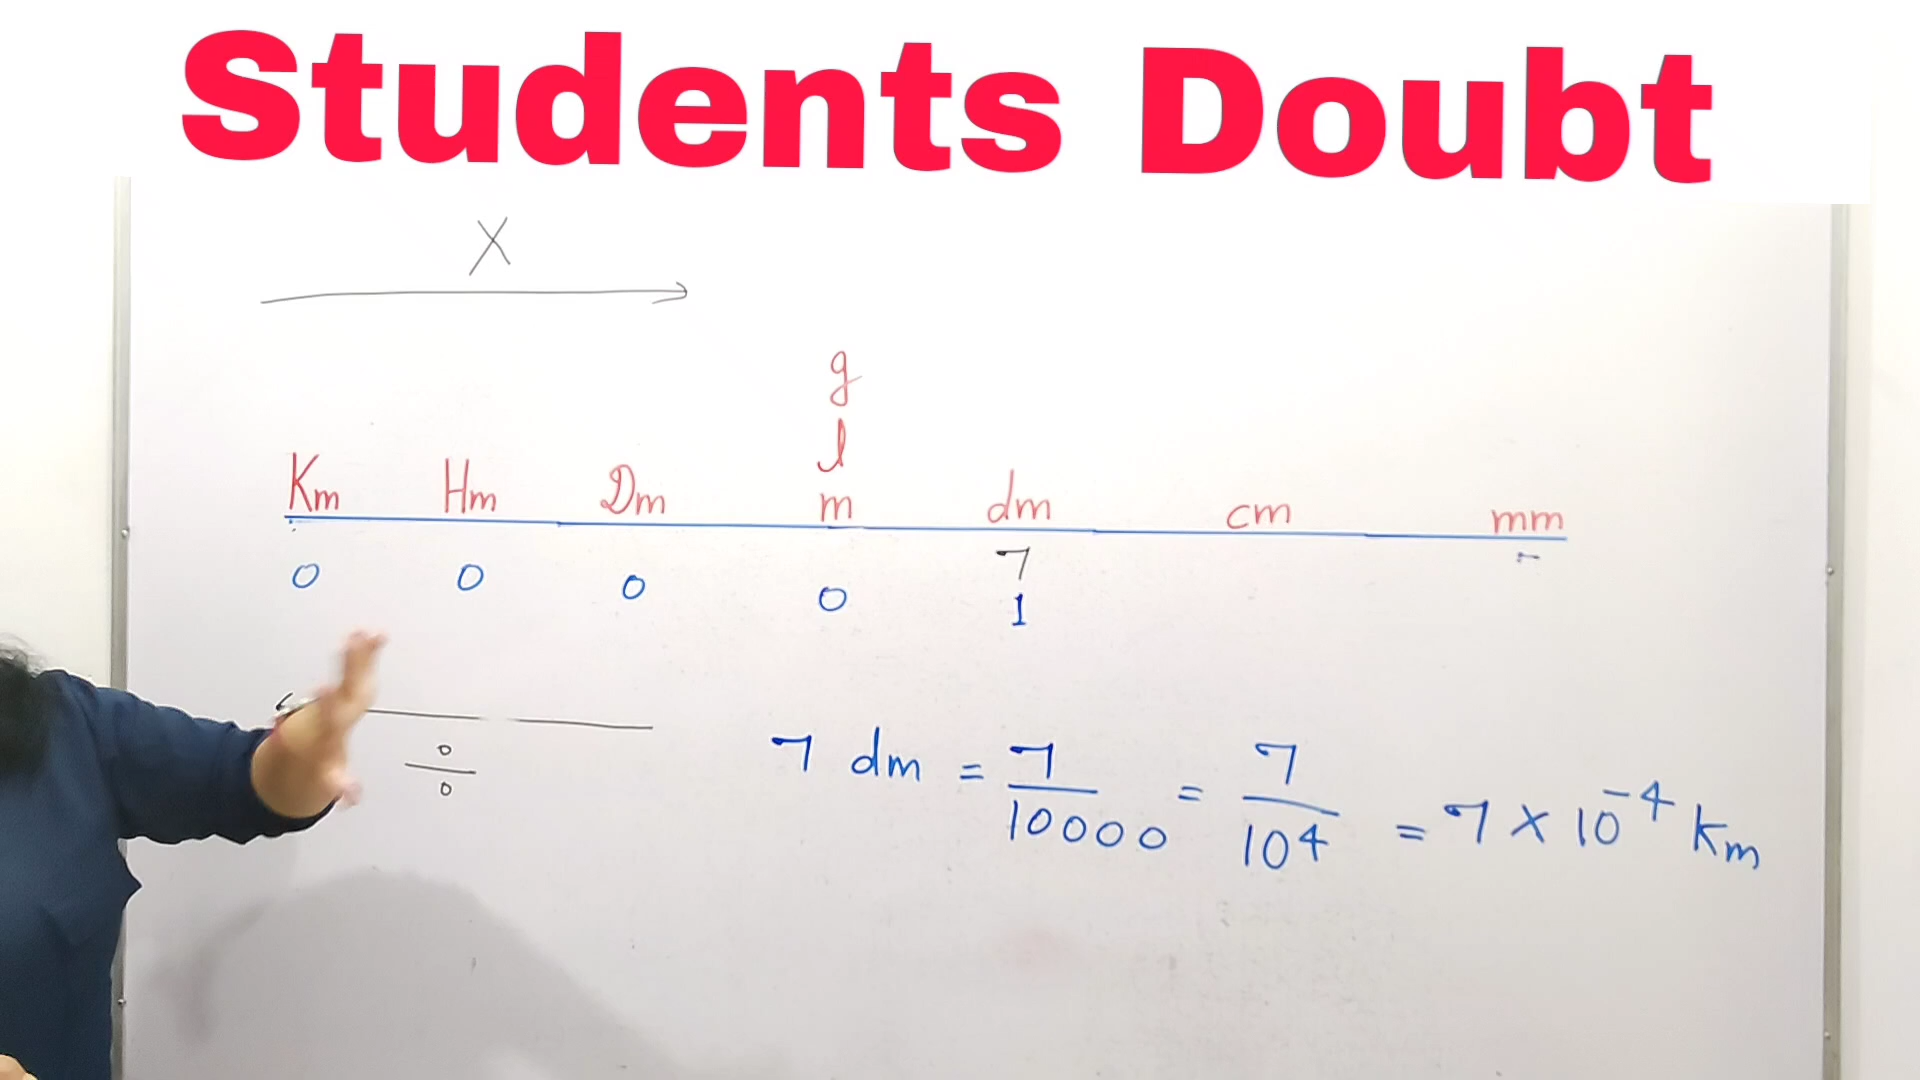 Students Doubt
X
g
l
Km Hm Dm m dm cm mm
7
0 0 0 0 1
÷
7 dm = 7/10000 = 7/10⁴ = 7 × 10⁻⁴ Km